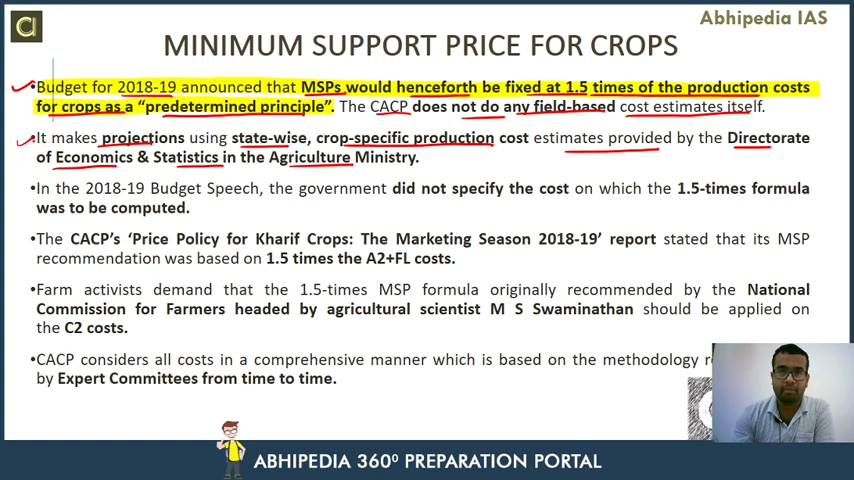 Abhipedia IAS
a
MINIMUM SUPPORT PRICE FOR CROPS
•Budget for 2018-19 announced that MSPs would henceforth be fixed at 1.5 times of the production costs
for crops as a “predetermined principle”. The CACP does not do any field-based cost estimates itself.
•It makes projections using state-wise, crop-specific production cost estimates provided by the Directorate
of Economics & Statistics in the Agriculture Ministry.
•In the 2018-19 Budget Speech, the government did not specify the cost on which the 1.5-times formula
was to be computed.
•The CACP’s ‘Price Policy for Kharif Crops: The Marketing Season 2018-19’ report stated that its MSP
recommendation was based on 1.5 times the A2+FL costs.
•Farm activists demand that the 1.5-times MSP formula originally recommended by the National
Commission for Farmers headed by agricultural scientist M S Swaminathan should be applied on
the C2 costs.
•CACP considers all costs in a comprehensive manner which is based on the methodology
by Expert Committees from time to time.
ABHIPEDIA 360⁰ PREPARATION PORTAL